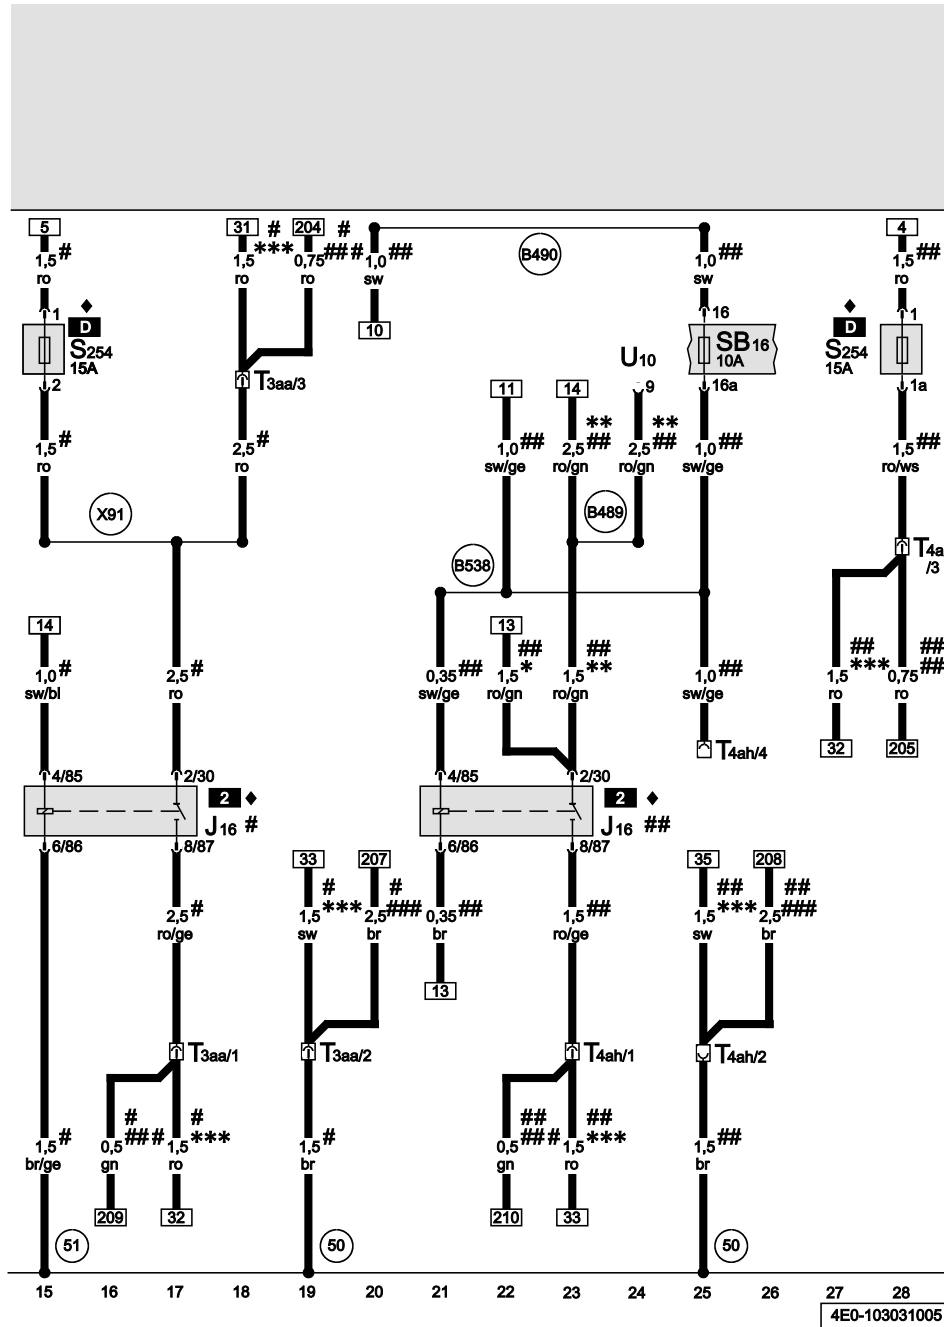 5 # 31 # 204 # 4
1,5 # 1,5 *** 0,75 ### 1,0 ## 1,0 ## 1,5 ##
ro ro ro sw B490 sw ro
1 ♦ 16 ♦ 1
D 10 D
S254 SB16 S254
15A 10A 15A
2 T3aa/3 U10 16a 1a
11 14 9
1,5 # 2,5 # 1,0 ## 2,5 ** ## 2,5 ** ## 1,0 ## 1,5 ##
ro ro sw/ge ro/gn ro/gn sw/ge ro/ws
X91 B489
B538 T4a
/3
14 13
1,0 # 2,5 # 0,35 ## 1,5 ## * 1,5 ## ** 1,0 ## 1,5 ## *** 0,75 ## ##
sw/bl ro sw/ge ro/gn ro/gn sw/ge ro ro
T4ah/4 32 205
4/85 2/30 4/85 2/30
2 ♦ 2 ♦
J16 # J16 ##
6/86 8/87 6/86 8/87
33 207 35 208
2,5 # 1,5 # *** 2,5 # ### 0,35 ## 1,5 ## 1,5 ## *** 2,5 ## ###
ro/ge sw br br ro/ge sw br
13
T3aa/1 T3aa/2 T4ah/1 T4ah/2
1,5 # 0,5 # ### 1,5 # *** 1,5 # 0,5 ## ### 1,5 ## *** 1,5 ##
br/ge gn ro br gn ro br
209 32 210 33
51 50 50
15 16 17 18 19 20 21 22 23 24 25 26 27 28
4E0-103031005